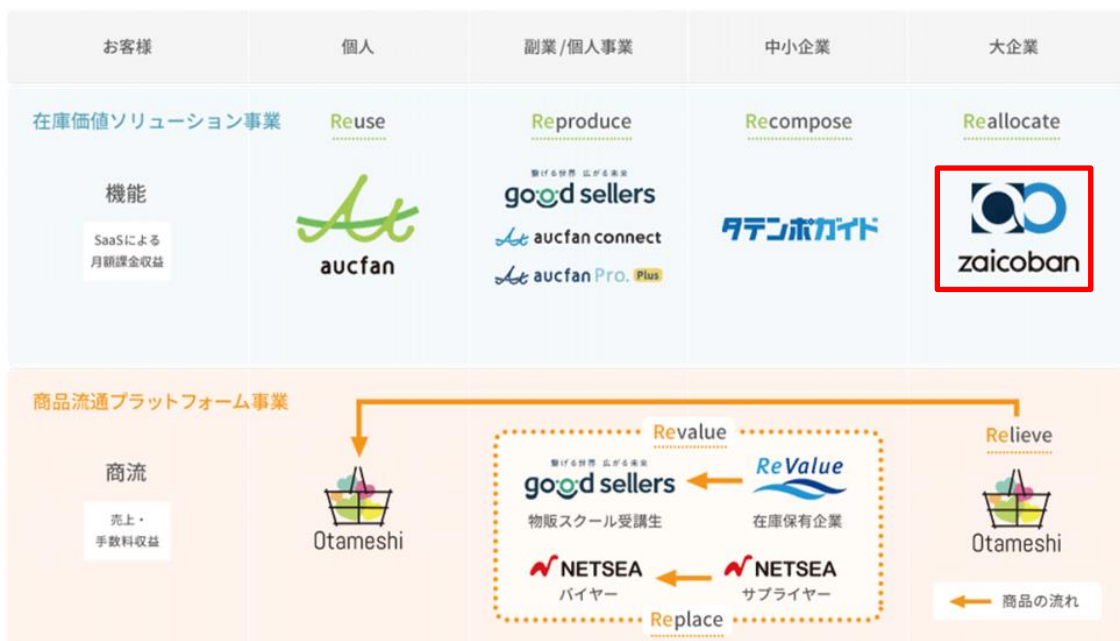 お客様
個人
副業/個人事業
中小企業
大企業
在庫価値ソリューション事業
Reuse
Reproduce
Recompose
Reallocate
機能
SaaSによる
月額課金収益
aucfan
繋げる世界 広がる未来
good sellers
aucfan connect
aucfan Pro. Plus
タテンポガイド
zaicoban
商品流通プラットフォーム事業
Revalue
Relieve
商流
売上・
手数料収益
Otameshi
繋げる世界 広がる未来
good sellers
物販スクール受講生
ReValue
在庫保有企業
NETSEA
バイヤー
NETSEA
サプライヤー
Replace
Otameshi
商品の流れ